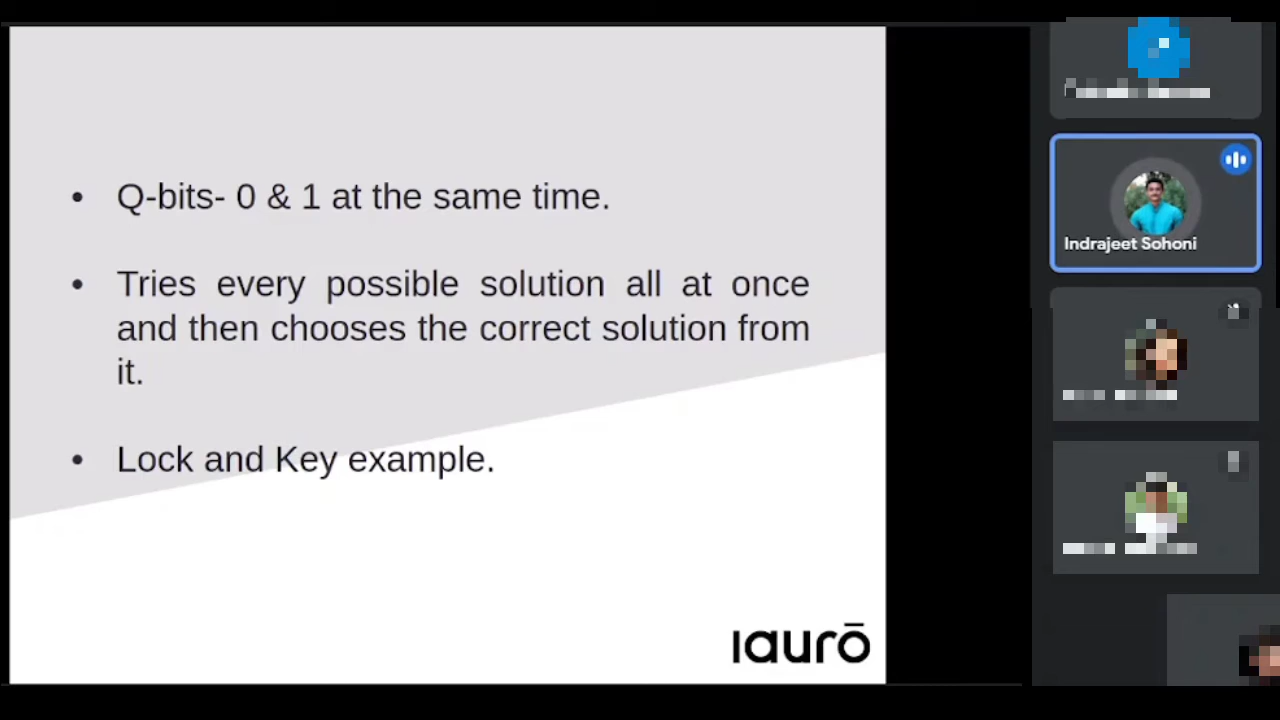 • Q-bits- 0 & 1 at the same time.
• Tries every possible solution all at once
and then chooses the correct solution from
it.
• Lock and Key example.
ıaurō
Indrajeet Sohoni